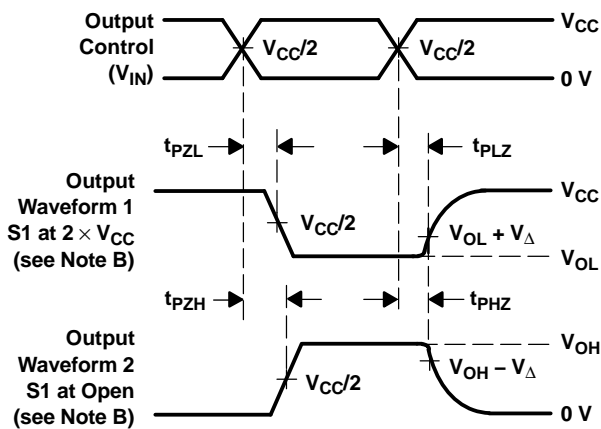 Output
Control
(VIN)
VCC/2
VCC/2
VCC
0 V
tPZL
tPLZ
Output
Waveform 1
S1 at 2 × VCC
(see Note B)
VCC/2
VCC
VOL + VΔ
VOL
tPZH
tPHZ
Output
Waveform 2
S1 at Open
(see Note B)
VCC/2
VOH
VOH − VΔ
0 V